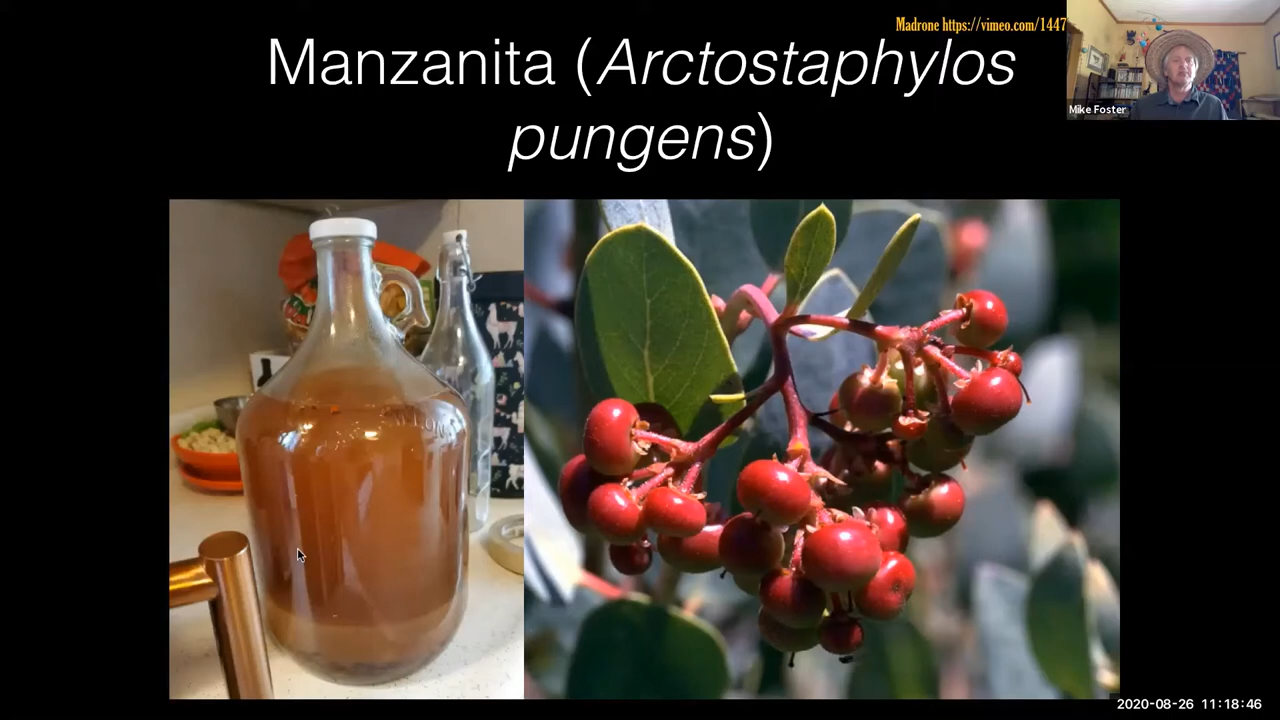 Madrone https://vimeo.com/1447
Manzanita (Arctostaphylos
pungens)
Mike Foster
2020-08-26 11:18:46